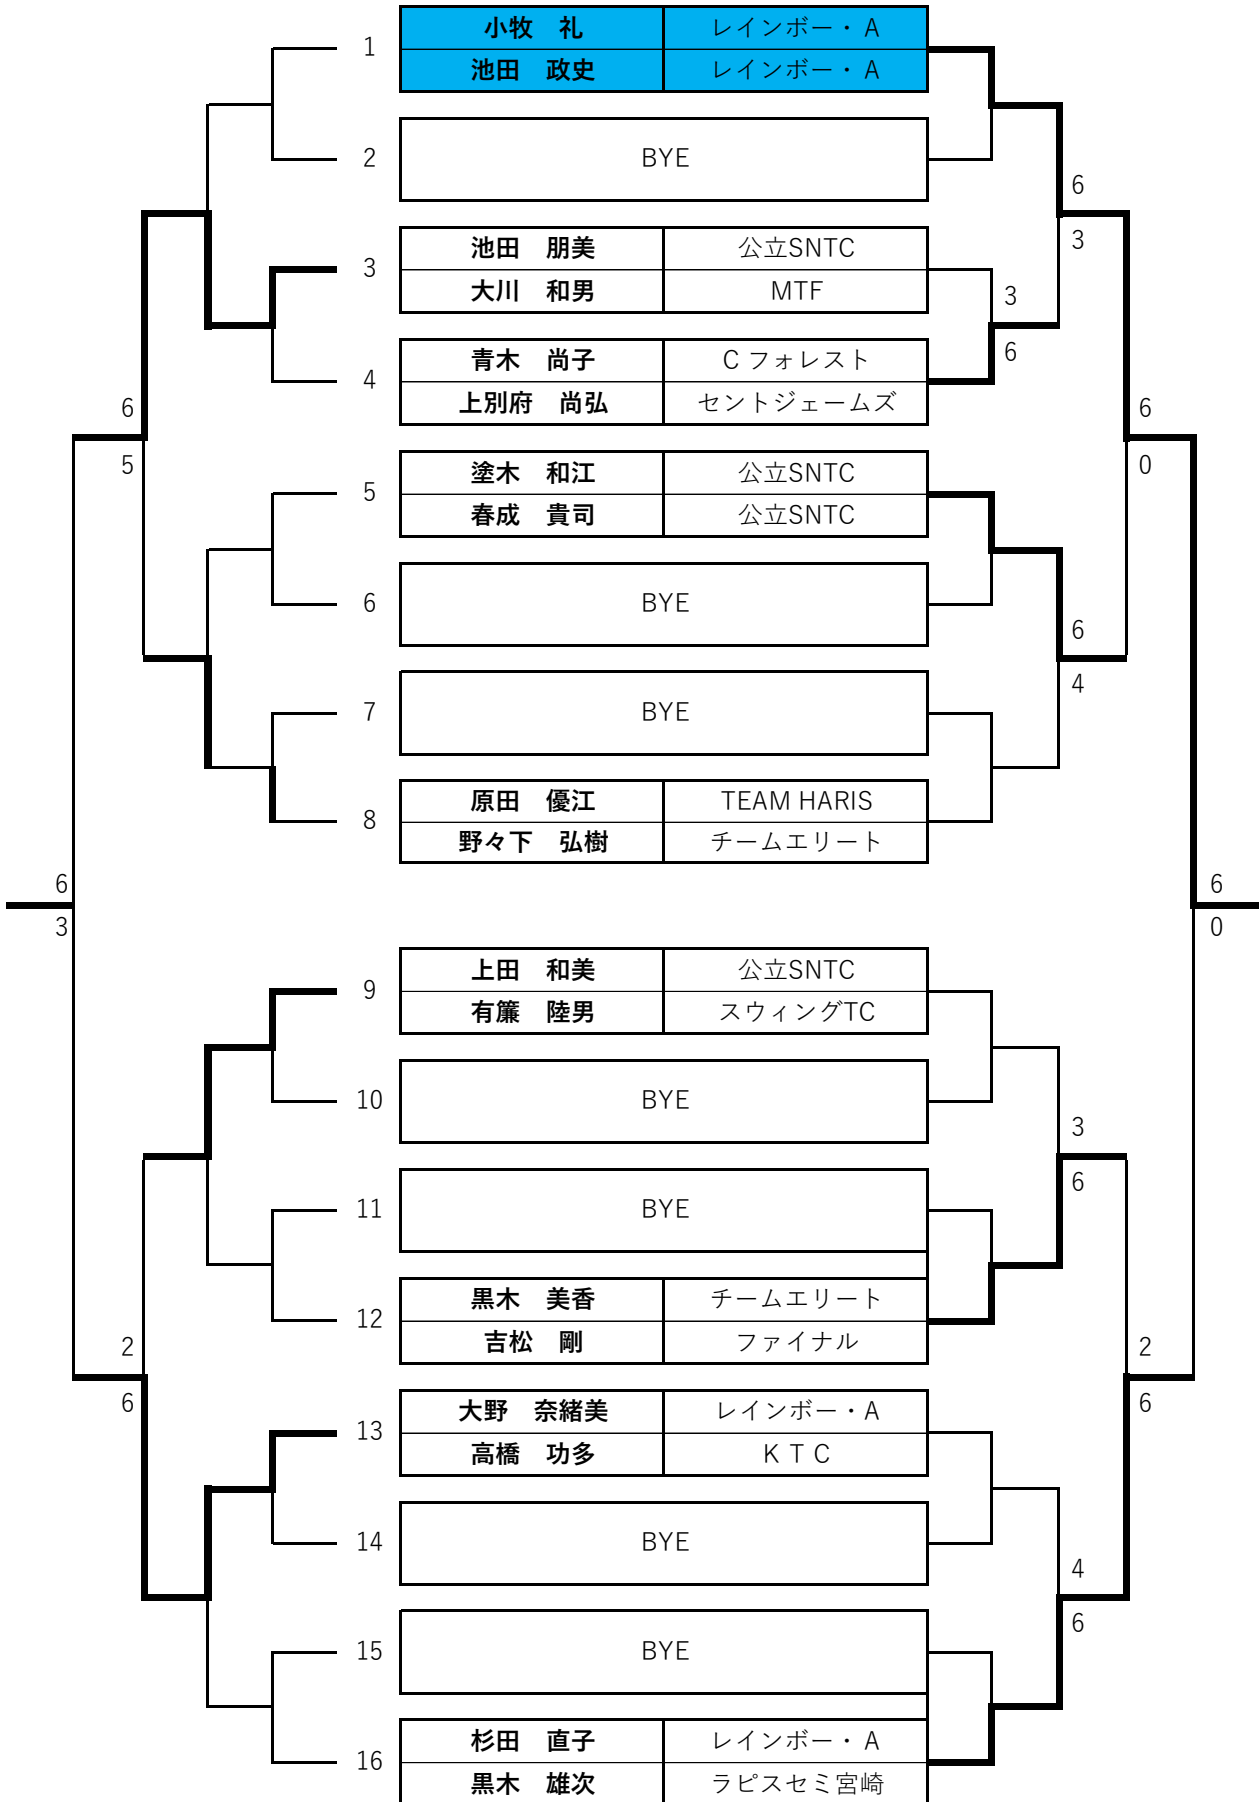 1 小牧　礼 レインボー・A
池田　政史 レインボー・A
2 BYE
6
3 池田　朋美 公立SNTC 3
大川　和男 MTF 3
4 青木　尚子 C フォレスト 6
上別府　尚弘 セントジェームズ
6 6
5 0
5 塗木　和江 公立SNTC
春成　貴司 公立SNTC
6 BYE 6
4
7 BYE
8 原田　優江 TEAM HARIS
野々下　弘樹 チームエリート
6 6
3 0
9 上田　和美 公立SNTC
有簾　陸男 スウィングTC
10 BYE
3
6
11 BYE
12 黒木　美香 チームエリート
吉松　剛 ファイナル
2 2
6 6
13 大野　奈緒美 レインボー・A
高橋　功多 ＫＴＣ
14 BYE
4
6
15 BYE
16 杉田　直子 レインボー・A
黒木　雄次 ラピスセミ宮崎